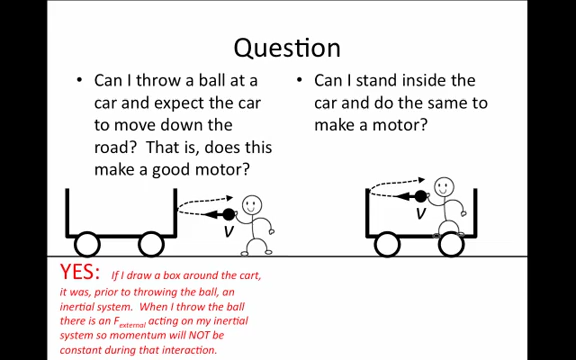 Question
• Can I throw a ball at a
car and expect the car
to move down the
road? That is, does this
make a good motor?
• Can I stand inside the
car and do the same to
make a motor?
v
v
YES: If I draw a box around the cart,
it was, prior to throwing the ball, an
inertial system. When I throw the ball
there is an Fexternal acting on my inertial
system so momentum will NOT be
constant during that interaction.